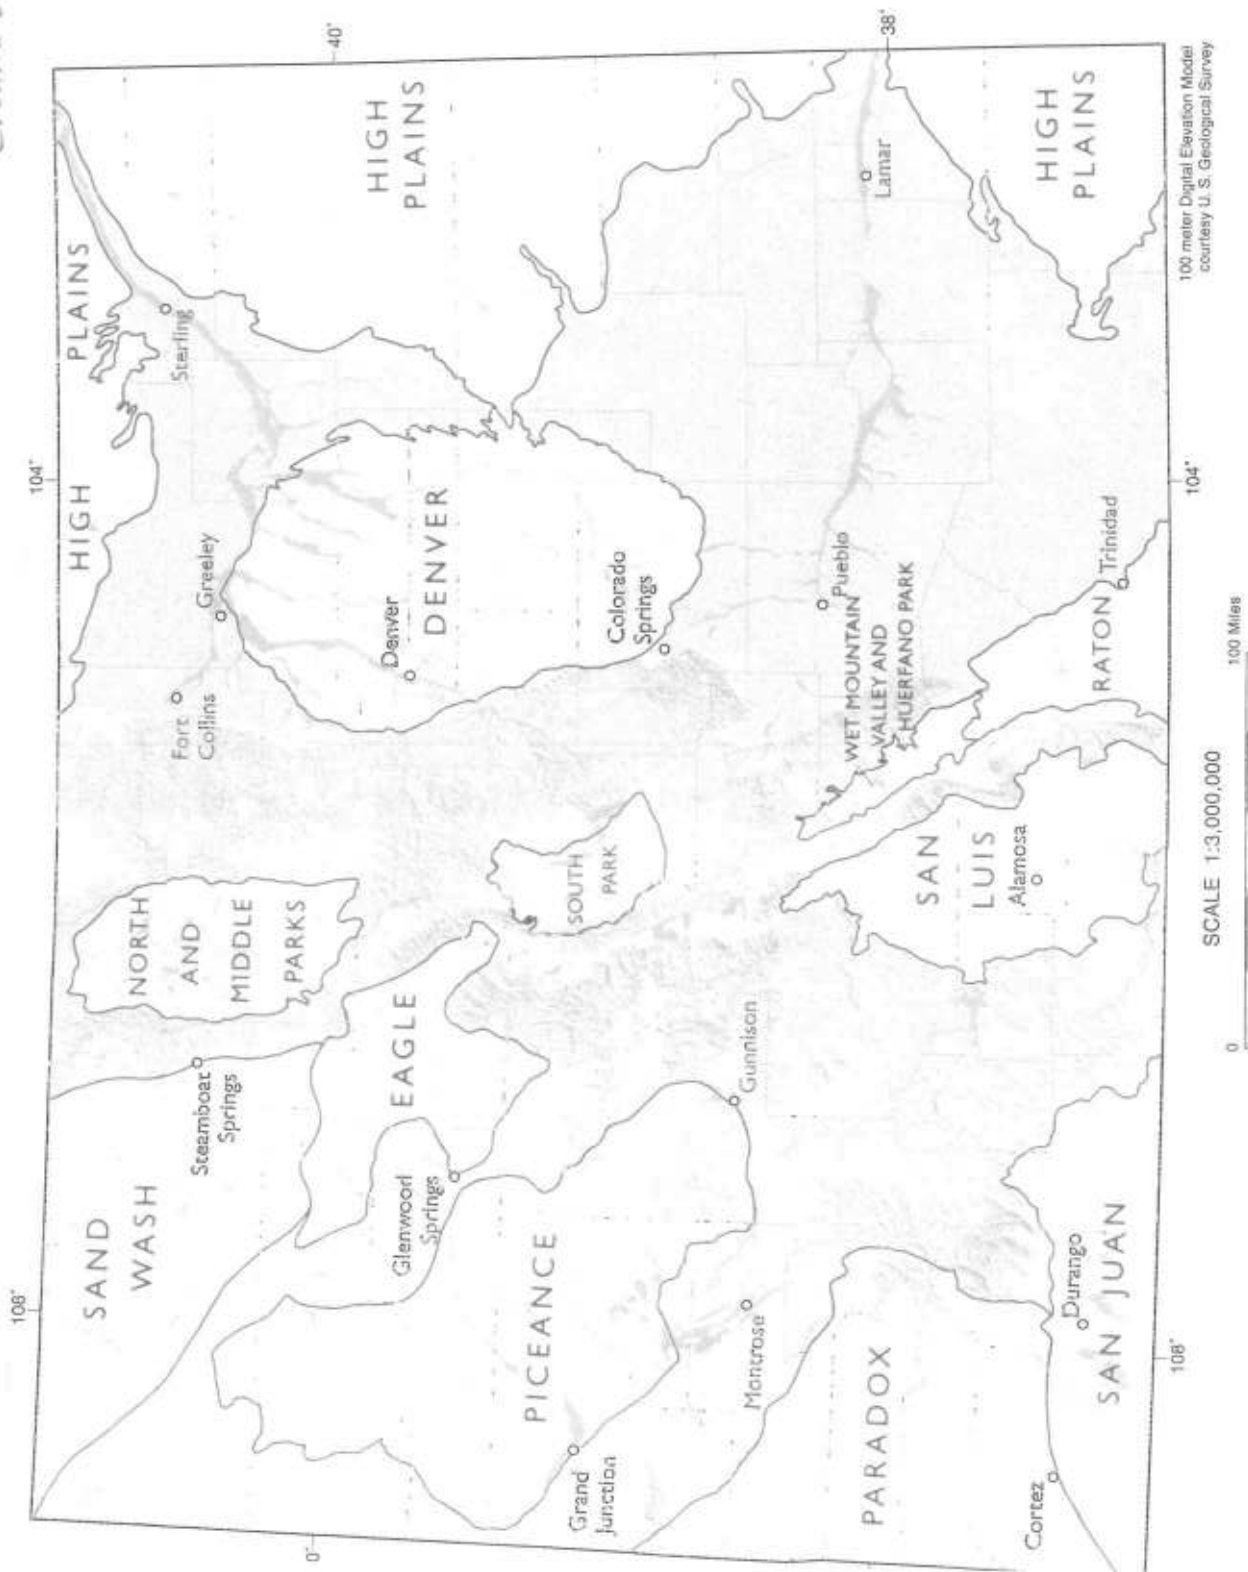 104°
108°
40°
38°
0°
104°
108°
HIGH
PLAINS
HIGH
PLAINS
HIGH
PLAINS
Sterling
Greeley
Fort
Collins
Denver
DENVER
Colorado
Springs
Pueblo
Lamar
NORTH
AND
MIDDLE
PARKS
SOUTH
PARK
WET MOUNTAIN
VALLEY AND
HUERFANO PARK
RATON
Trinidad
SAN
LUIS
Alamosa
SAND
WASH
Steamboat
Springs
EAGLE
Glenwood
Springs
PICEANCE
Grand
Junction
Gunnison
Montrose
PARADOX
Cortez
Durango
SAN JUAN
SCALE 1:3,000,000
0
100 Miles
100 meter Digital Elevation Model
courtesy U. S. Geological Survey